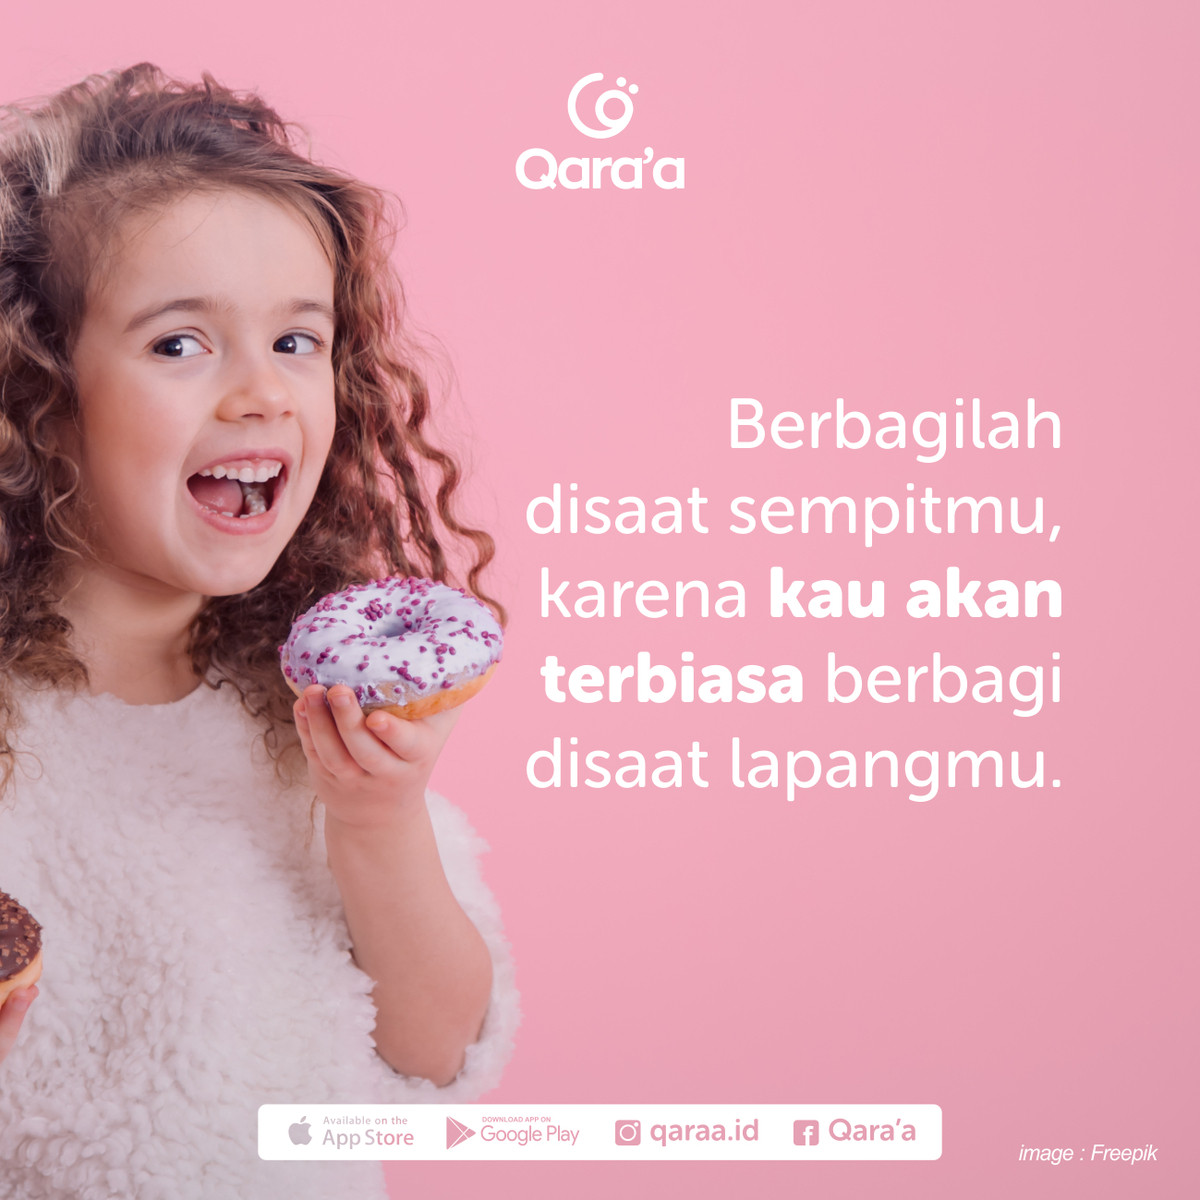 Qara'a
Berbagilah
disaat sempitmu,
karena kau akan
terbiasa berbagi
disaat lapangmu.
Available on the
App Store
DOWNLOAD APP ON
Google Play
qaraa.id
Qara'a
image : Freepik